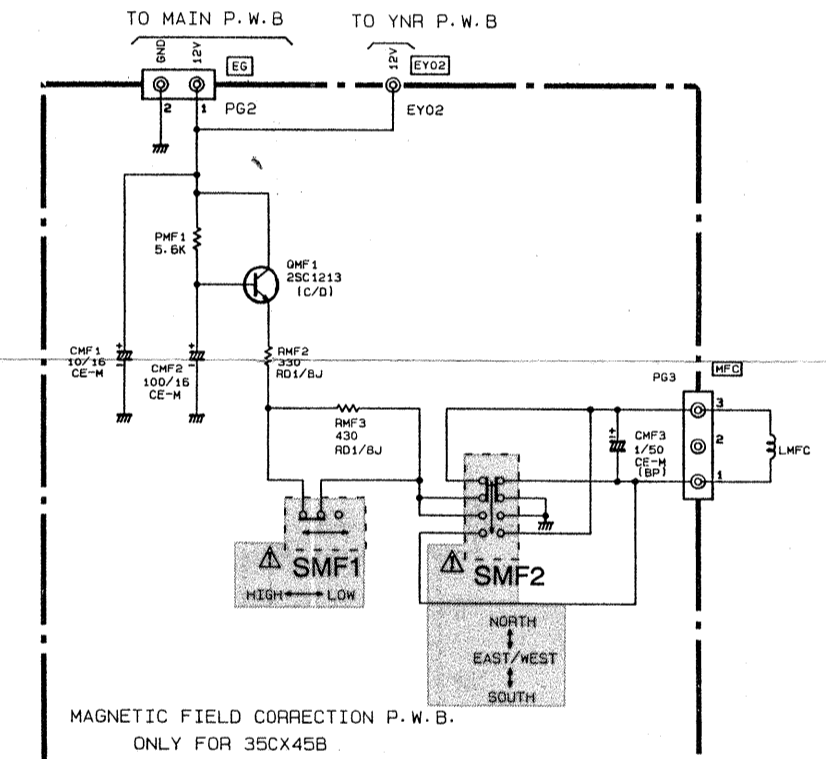 TO MAIN P.W.B
TO YNR P.W.B
GND
12V
EG
12V
EY02
2
1
PG2
EY02
PMF1
5.6K
QMF1
2SC1213
(C/D)
CMF1
10/16
CE-M
CMF2
100/16
CE-M
RMF2
330
RD1/8J
RMF3
430
RD1/8J
PG3
MFC
3
2
1
CMF3
1/50
CE-M
(BP)
LMFC
SMF1
HIGH LOW
SMF2
NORTH
EAST/WEST
SOUTH
MAGNETIC FIELD CORRECTION P.W.B.
ONLY FOR 35CX45B